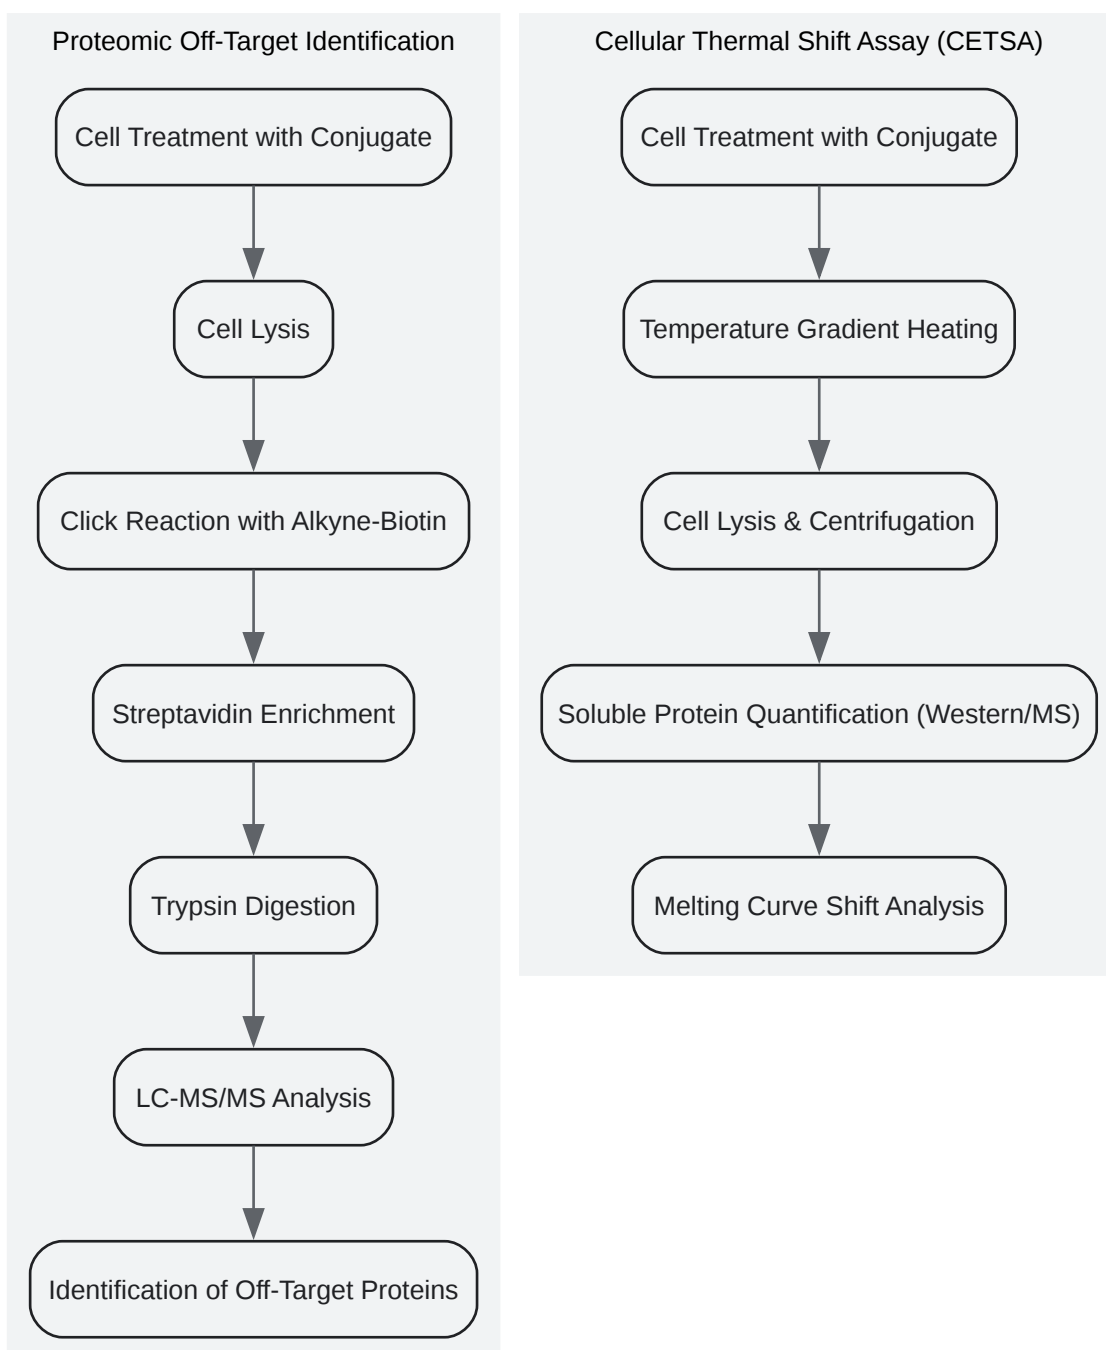 Proteomic Off-Target Identification
Cell Treatment with Conjugate
Cell Lysis
Click Reaction with Alkyne-Biotin
Streptavidin Enrichment
Trypsin Digestion
LC-MS/MS Analysis
Identification of Off-Target Proteins
Cellular Thermal Shift Assay (CETSA)
Cell Treatment with Conjugate
Temperature Gradient Heating
Cell Lysis & Centrifugation
Soluble Protein Quantification (Western/MS)
Melting Curve Shift Analysis